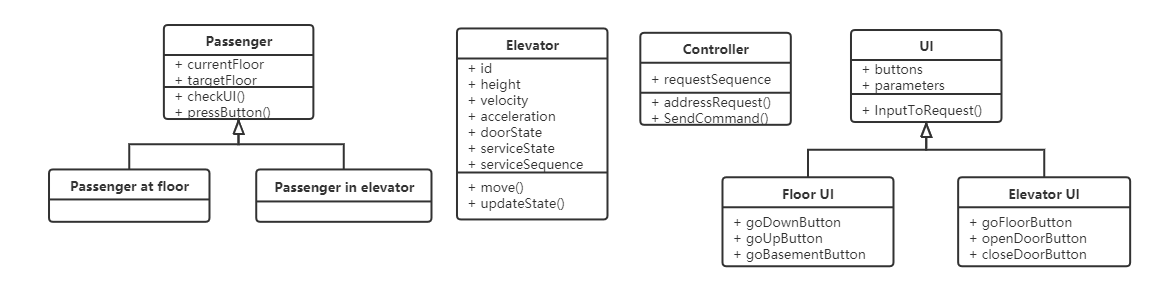 Passenger
+ currentFloor
+ targetFloor
+ checkUI()
+ pressButton()
Passenger at floor
Passenger in elevator
Elevator
+ id
+ height
+ velocity
+ acceleration
+ doorState
+ serviceState
+ serviceSequence
+ move()
+ updateState()
Controller
+ requestSequence
+ addressRequest()
+ SendCommand()
UI
+ buttons
+ parameters
+ InputToRequest()
Floor UI
+ goDownButton
+ goUpButton
+ goBasementButton
Elevator UI
+ goFloorButton
+ openDoorButton
+ closeDoorButton